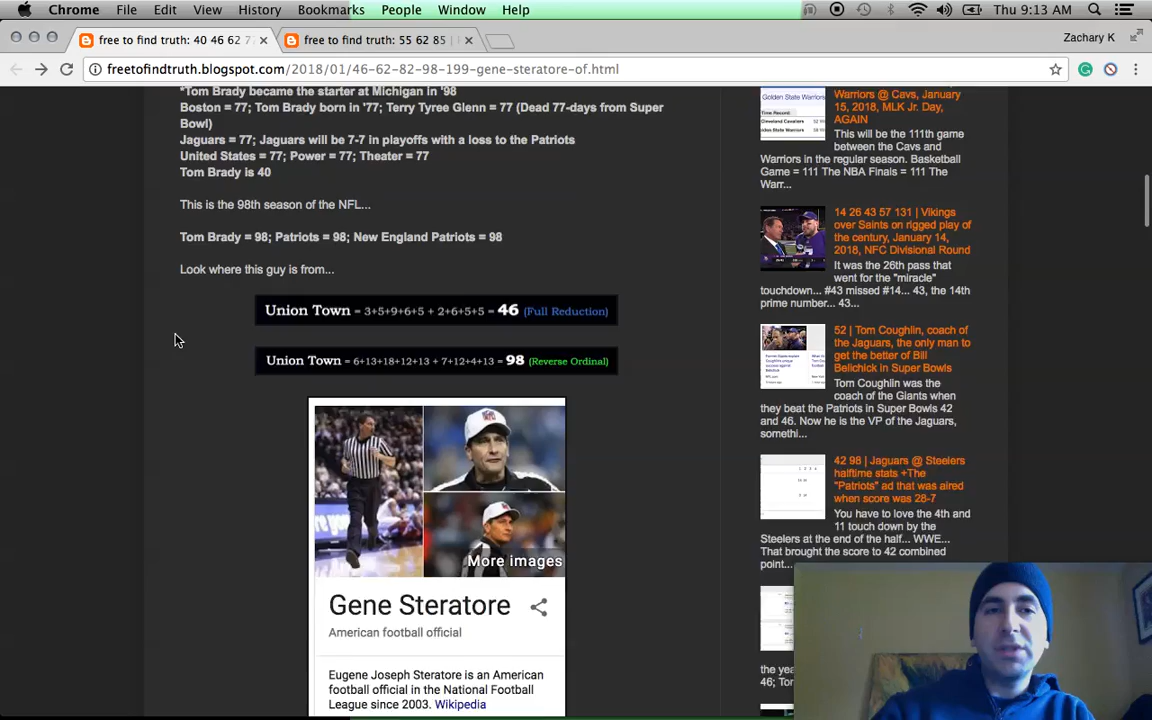 Chrome File Edit View History Bookmarks People Window Help Thu 9:13 AM
free to find truth: 40 46 62 7 × free to find truth: 55 62 85 | × Zachary K
freetofindtruth.blogspot.com/2018/01/46-62-82-98-199-gene-steratore-of.html
*Tom Brady became the starter at Michigan in '98
Boston = 77; Tom Brady born in '77; Terry Tyree Glenn = 77 (Dead 77-days from Super
Bowl)
Jaguars = 77; Jaguars will be 7-7 in playoffs with a loss to the Patriots
United States = 77; Power = 77; Theater = 77
Tom Brady is 40
This is the 98th season of the NFL...
Tom Brady = 98; Patriots = 98; New England Patriots = 98
Look where this guy is from...
Union Town = 3+5+9+6+5 + 2+6+5+5 = 46 (Full Reduction)
Union Town = 6+13+18+12+13 + 7+12+4+13 = 98 (Reverse Ordinal)
More images
Gene Steratore
American football official
Eugene Joseph Steratore is an American
football official in the National Football
League since 2003. Wikipedia
Golden State Warriors
Warriors @ Cavs, January
15, 2018, MLK Jr. Day,
AGAIN
This will be the 111th game
between the Cavs and
Warriors in the regular season. Basketball
Game = 111 The NBA Finals = 111 The
Warr...
14 26 43 57 131 | Vikings
over Saints on rigged play of
the century, January 14,
2018, NFC Divisional Round
It was the 26th pass that
went for the "miracle"
touchdown... #43 missed #14... 43, the 14th
prime number... 43...
52 | Tom Coughlin, coach of
the Jaguars, the only man to
get the better of Bill
Belichick in Super Bowls
Tom Coughlin was the
coach of the Giants when
they beat the Patriots in Super Bowls 42
and 46. Now he is the VP of the Jaguars,
somethi...
42 98 | Jaguars @ Steelers
halftime stats +The
"Patriots" ad that was aired
when score was 28-7
You have to love the 4th and
11 touch down by the
Steelers at the end of the half... WWE...
That brought the score to 42 combined
point...
the yea
46; Tor